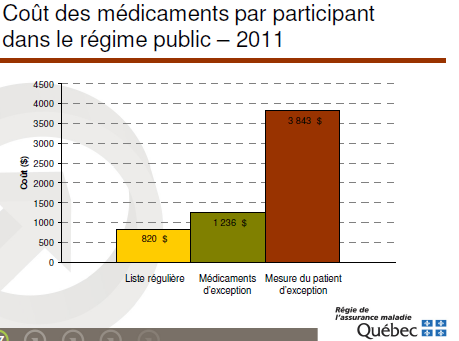 Coût des médicaments par participant
dans le régime public – 2011
Coût ($)
4500
4000
3500
3000
2500
2000
1500
1000
500
0
820 $
1 236 $
3 843 $
Liste régulière
Médicaments
d'exception
Mesure du patient
d'exception
Régie de
l'assurance maladie
Québec